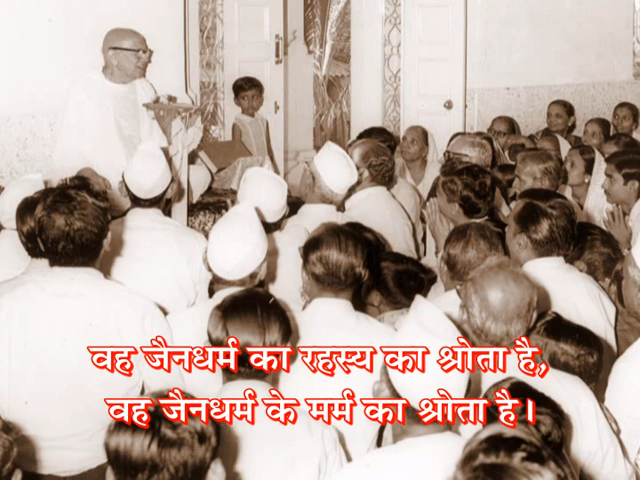 वह जैनधर्म का रहस्य का श्रोता है,
वह जैनधर्म के मर्म का श्रोता है।